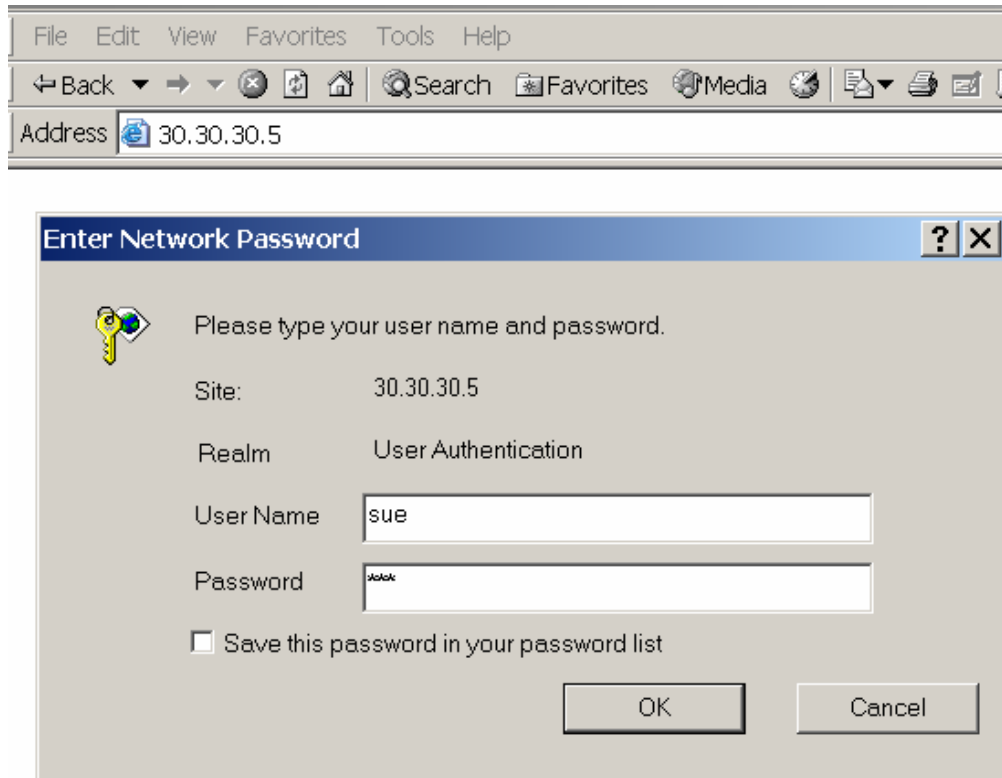 File Edit View Favorites Tools Help
Back Search Favorites Media
Address 30.30.30.5
Enter Network Password ? X
Please type your user name and password.
Site: 30.30.30.5
Realm User Authentication
User Name sue
Password ****
Save this password in your password list
OK Cancel